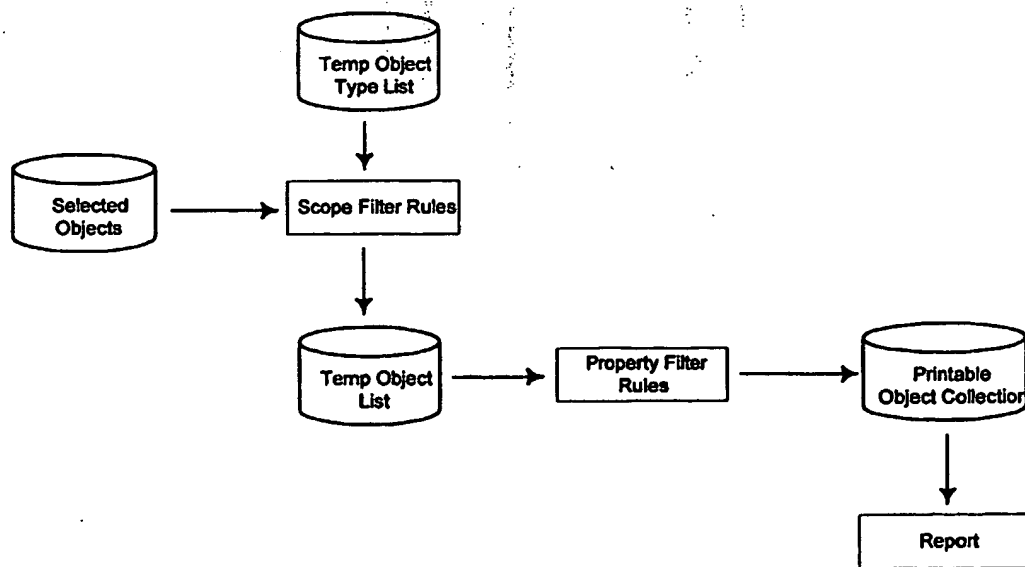 Temp Object
Type List
Selected
Objects
Scope Filter Rules
Temp Object
List
Property Filter
Rules
Printable
Object Collection
Report